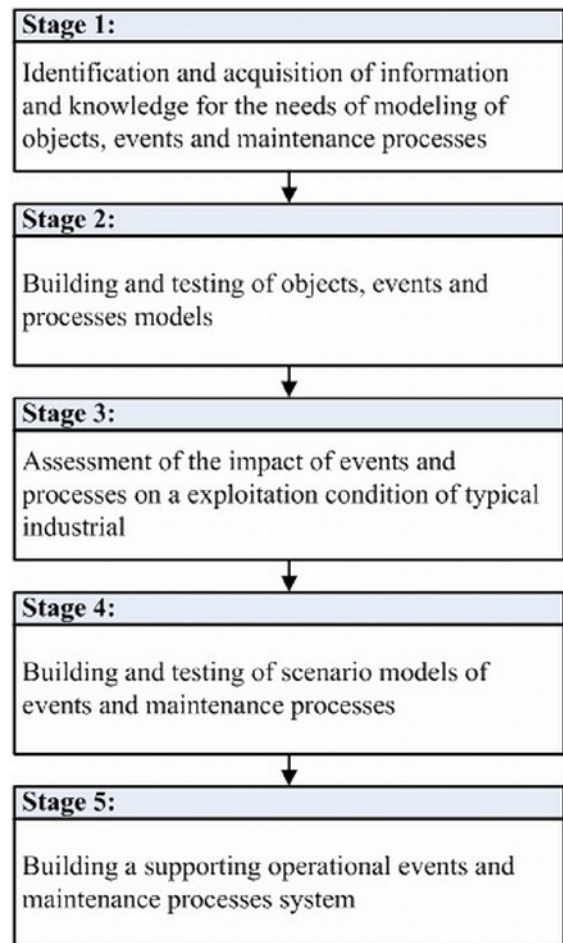 Stage 1:
Identification and acquisition of information
and knowledge for the needs of modeling of
objects, events and maintenance processes
Stage 2:
Building and testing of objects, events and
processes models
Stage 3:
Assessment of the impact of events and
processes on a exploitation condition of typical
industrial
Stage 4:
Building and testing of scenario models of
events and maintenance processes
Stage 5:
Building a supporting operational events and
maintenance processes system